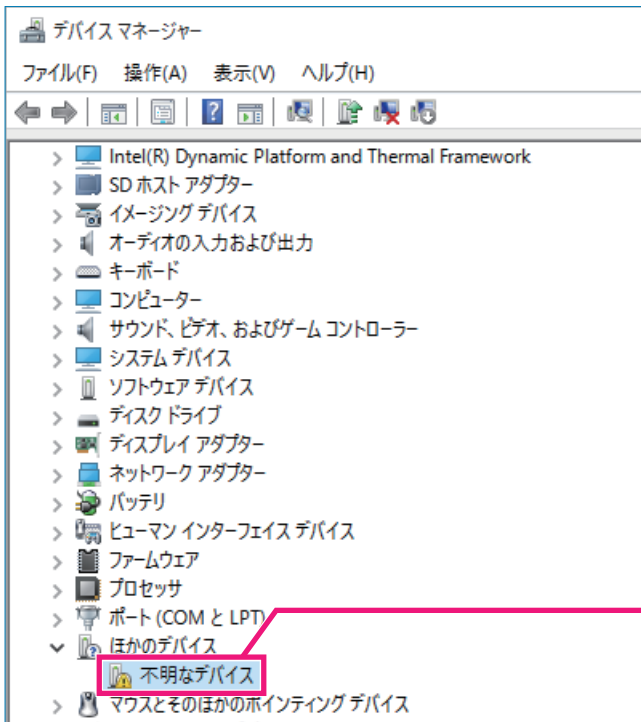 デバイス マネージャー
ファイル(F) 操作(A) 表示(V) ヘルプ(H)
Intel(R) Dynamic Platform and Thermal Framework
SD ホスト アダプター
イメージング デバイス
オーディオの入力および出力
キーボード
コンピューター
サウンド、ビデオ、およびゲーム コントローラー
システム デバイス
ソフトウェア デバイス
ディスク ドライブ
ディスプレイ アダプター
ネットワーク アダプター
バッテリ
ヒューマン インターフェイス デバイス
ファームウェア
プロセッサ
ポート (COM と LPT)
ほかのデバイス
不明なデバイス
マウスとそのほかのポインティング デバイス